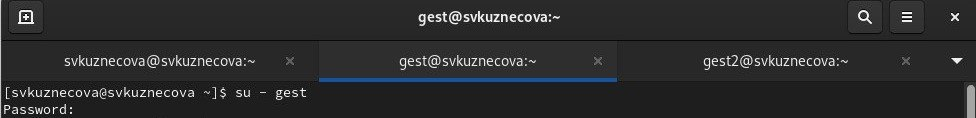 gest@svkuznecova:~
svkuznecova@svkuznecova:~ gest@svkuznecova:~ gest2@svkuznecova:~
[svkuznecova@svkuznecova ~]$ su - gest
Password: